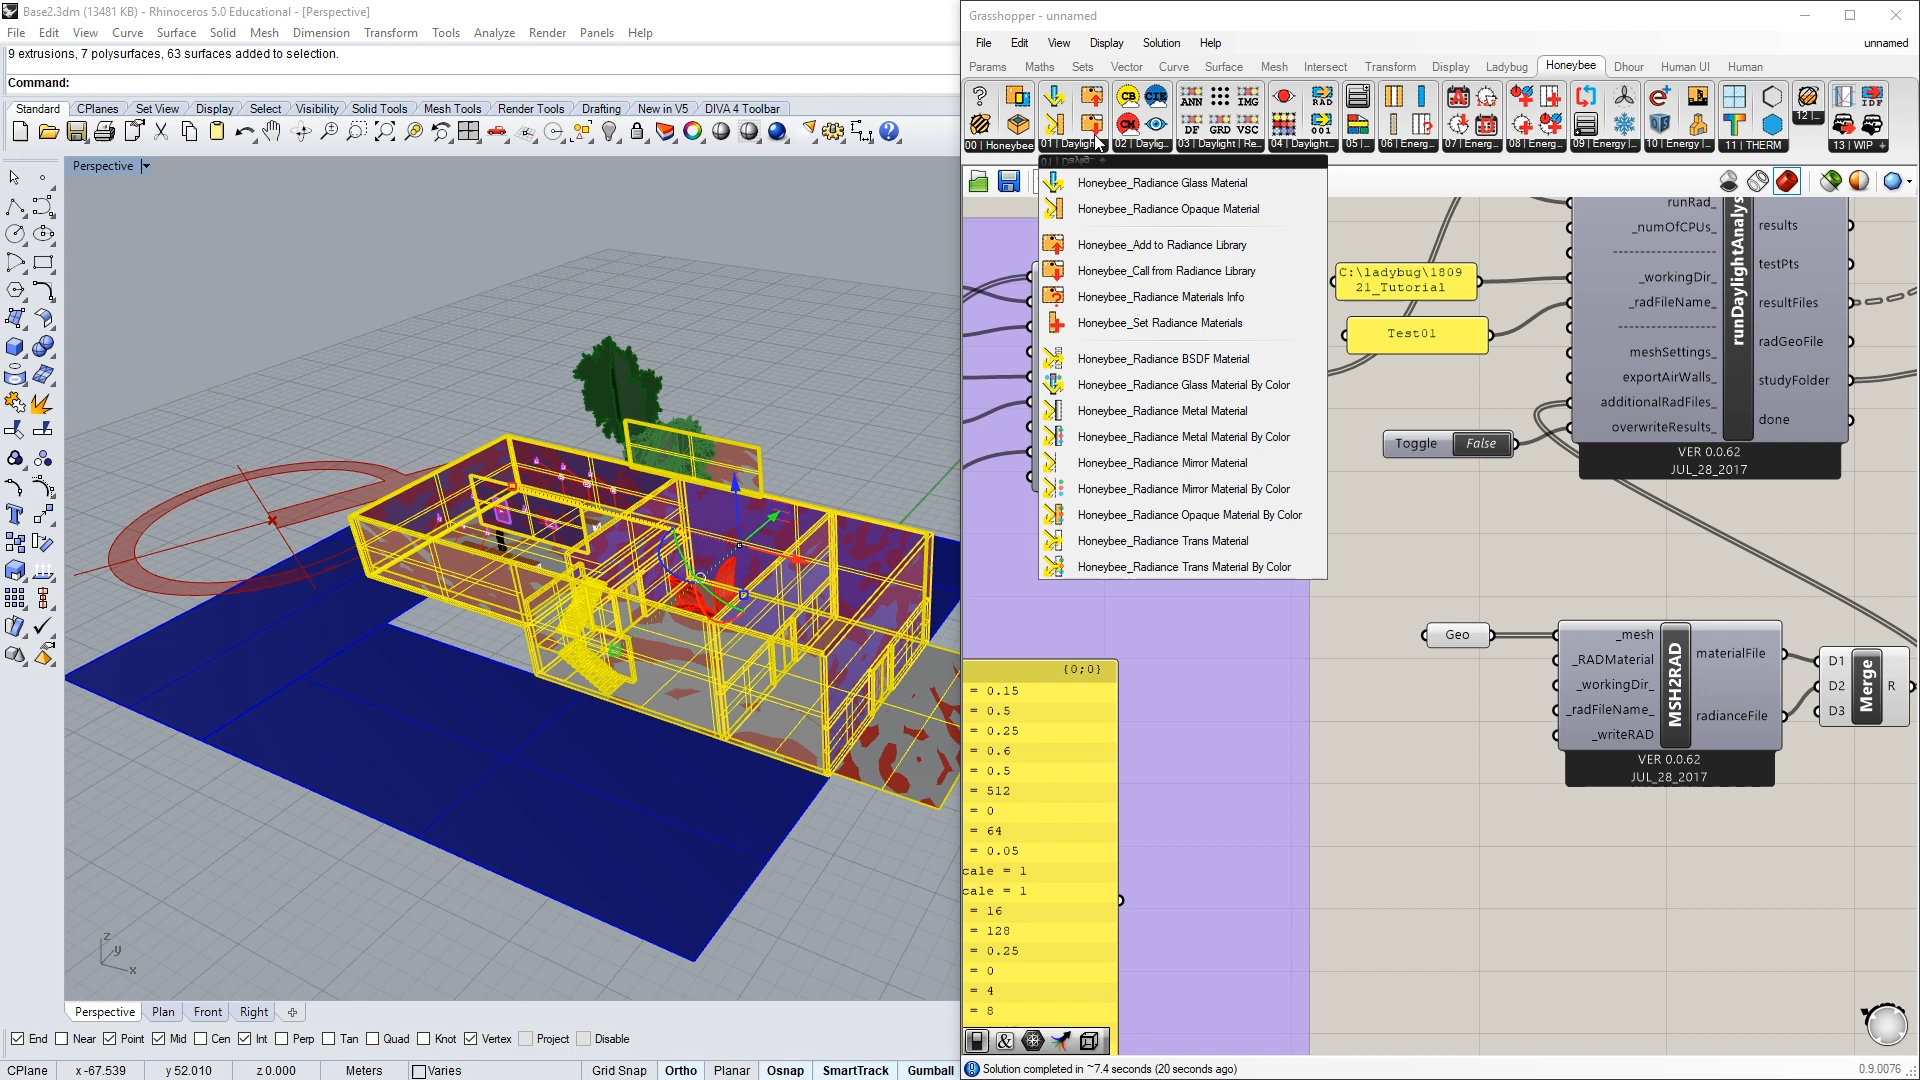 Base2.3dm (13481 KB) - Rhinoceros 5.0 Educational - [Perspective]
File Edit View Curve Surface Solid Mesh Dimension Transform Tools Analyze Render Panels Help
9 extrusions, 7 polysurfaces, 63 surfaces added to selection.
Command:
Standard CPlanes Set View Display Select Visibility Solid Tools Mesh Tools Render Tools Drafting New in V5 DIVA 4 Toolbar
Perspective
z
y
x
Perspective Plan Front Right
End Near Point Mid Cen Int Perp Tan Quad Knot Vertex Project Disable
CPlane x -67.539 y 52.010 z 0.000 Meters Varies Grid Snap Ortho Planar Osnap SmartTrack Gumball
Grasshopper - unnamed
File Edit View Display Solution Help unnamed
Params Maths Sets Vector Curve Surface Mesh Intersect Transform Display Ladybug Honeybee Dhour Human UI Human
00 | Honeybee 01 | Dayligh 02 | Daylig... 03 | Daylight | Re... 04 | Daylight... 05 |... 06 | Energ... 07 | Energ... 08 | Energ... 09 | Energy |... 10 | Energy |... 11 | THERM 12 |... 13 | WIP
Honeybee_Radiance Glass Material
Honeybee_Radiance Opaque Material
Honeybee_Add to Radiance Library
Honeybee_Call from Radiance Library
Honeybee_Radiance Materials Info
Honeybee_Set Radiance Materials
Honeybee_Radiance BSDF Material
Honeybee_Radiance Glass Material By Color
Honeybee_Radiance Metal Material
Honeybee_Radiance Metal Material By Color
Honeybee_Radiance Mirror Material
Honeybee_Radiance Mirror Material By Color
Honeybee_Radiance Opaque Material By Color
Honeybee_Radiance Trans Material
Honeybee_Radiance Trans Material By Color
C:\ladybug\1809
21_Tutorial
Test01
Toggle False
runRad_
_numOfCPUs_
_workingDir_
_radFileName_
meshSettings_
exportAirWalls_
additionalRadFiles_
overwriteResults_
runDaylightAnalys
results
testPts
resultFiles
radGeoFile
studyFolder
done
VER 0.0.62
JUL_28_2017
Geo
_mesh
_RADMaterial
_workingDir_
_radFileName_
_writeRAD
MSH2RAD
materialFile
radianceFile
VER 0.0.62
JUL_28_2017
D1
D2
D3
Merge
R
{0;0}
= 0.15
= 0.5
= 0.25
= 0.6
= 0.5
= 512
= 0
= 64
= 0.05
cale = 1
cale = 1
= 16
= 128
= 0.25
= 0
= 4
= 8
Solution completed in ~7.4 seconds (20 seconds ago)
0.9.0076